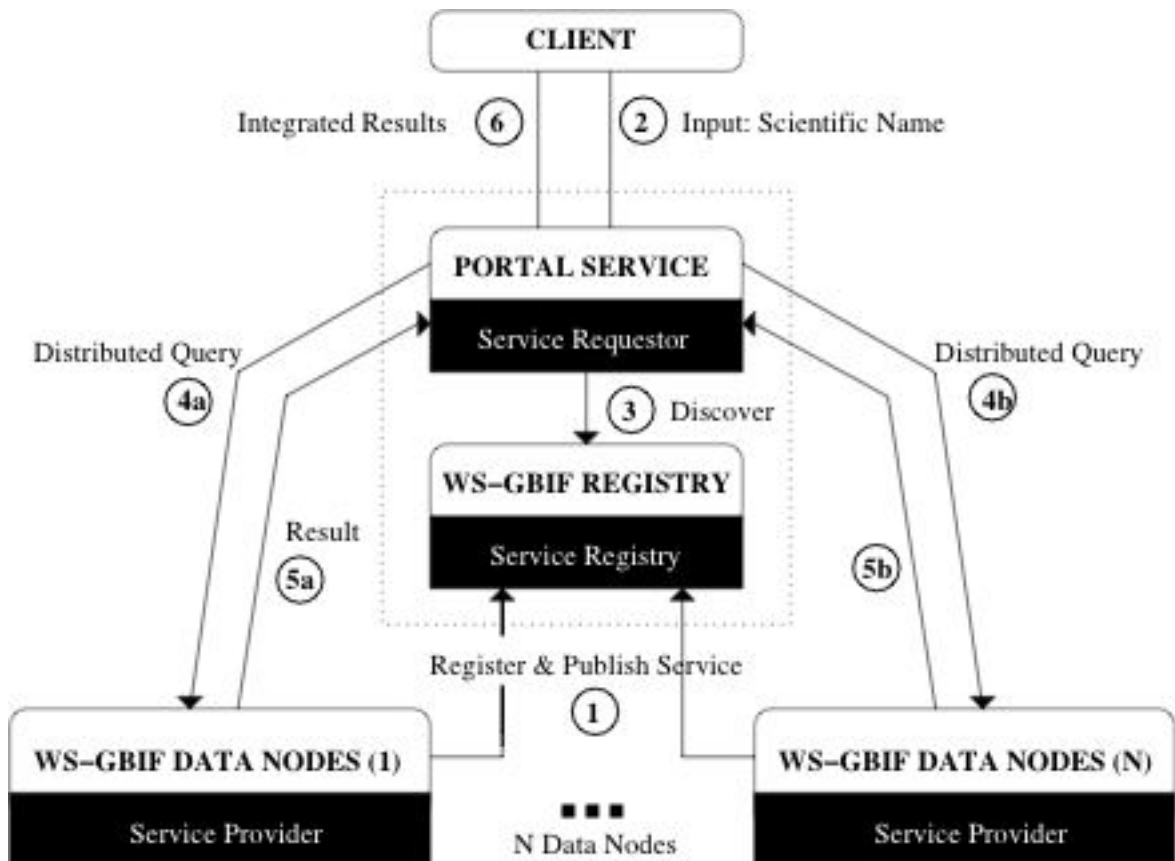 CLIENT
Integrated Results 6 2 Input: Scientific Name
PORTAL SERVICE
Service Requestor
Distributed Query
4a
Distributed Query
4b
3 Discover
WS-GBIF REGISTRY
Service Registry
Result
5a
5b
Register & Publish Service
1
WS-GBIF DATA NODES (1)
Service Provider
WS-GBIF DATA NODES (N)
Service Provider
N Data Nodes